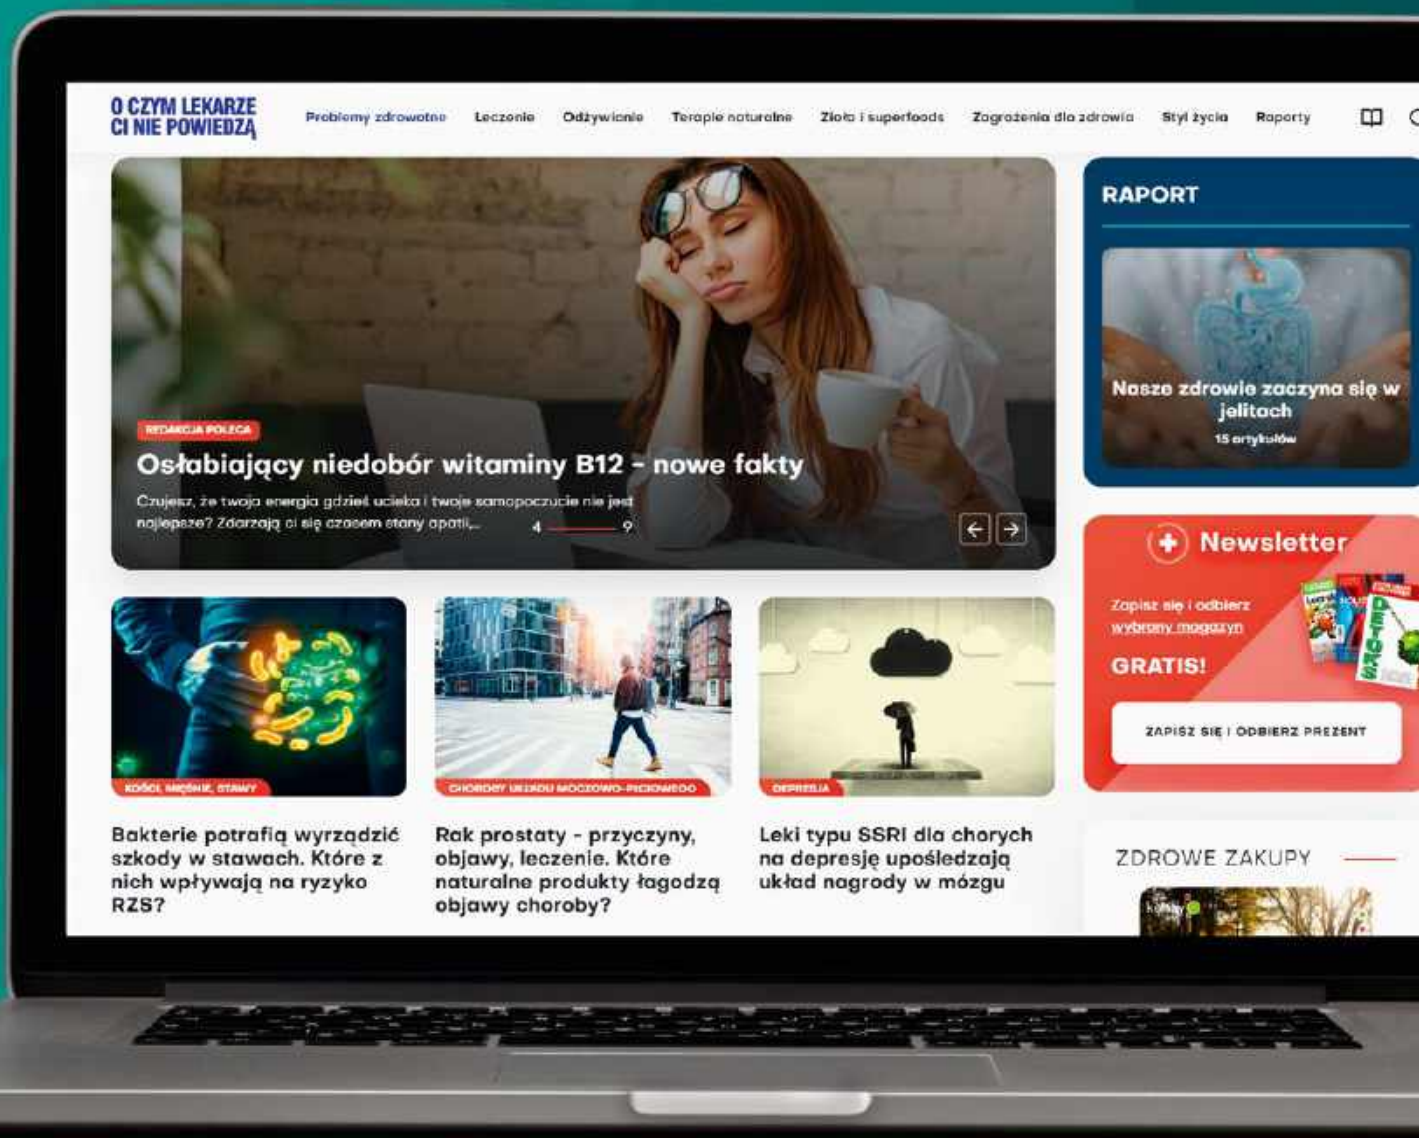 O CZYM LEKARZE
CI NIE POWIEDZĄ
Problemy zdrowotne Leczenie Odżywianie Terapie naturalne Zioła i superfoods Zagrożenia dla zdrowia Styl życia Raporty
REDAKCJA POLECA
Osłabiający niedobór witaminy B12 - nowe fakty
Czujesz, że twoja energia gdzieś ucieka i twoje samopoczucie nie jest
najlepsze? Zdarzają ci się czasem stany apatii,...
4 9
RAPORT
Nasze zdrowie zaczyna się w
jelitach
15 artykułów
Newsletter
Zapisz się i odbierz
wybrany magazyn
GRATIS!
DETOKS
ZAPISZ SIĘ I ODBIERZ PREZENT
KOŚCI, MIĘŚNIE, STAWY
Bakterie potrafią wyrządzić
szkody w stawach. Które z
nich wpływają na ryzyko
RZS?
CHOROBY UKŁADU MOCZOWO-PŁCIOWEGO
Rak prostaty - przyczyny,
objawy, leczenie. Które
naturalne produkty łagodzą
objawy choroby?
DEPRESJA
Leki typu SSRI dla chorych
na depresję upośledzają
układ nagrody w mózgu
ZDROWE ZAKUPY